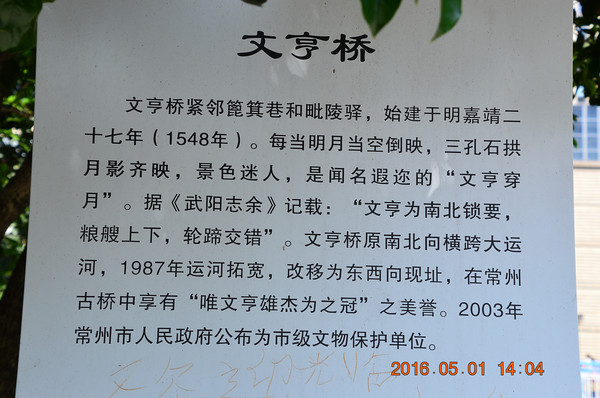 文亨桥
文亨桥紧邻篦箕巷和毗陵驿，始建于明嘉靖二
十七年（1548年）。每当明月当空倒映，三孔石拱
月影齐映，景色迷人，是闻名遐迩的“文亨穿
月”。据《武阳志余》记载：“文亨为南北锁要，
粮艘上下，轮蹄交错”。文亨桥原南北向横跨大运
河，1987年运河拓宽，改移为东西向现址，在常州
古桥中享有“唯文亨雄杰为之冠”之美誉。2003年
常州市人民政府公布为市级文物保护单位。
2016.05.01 14:04